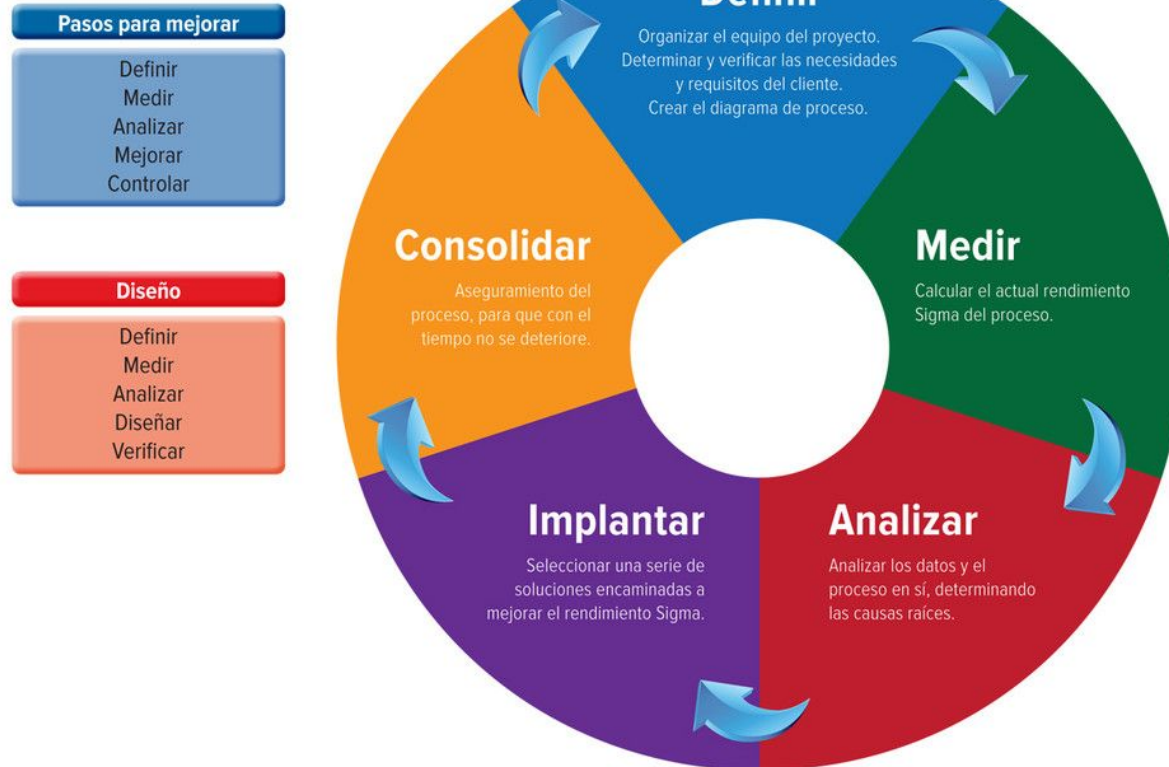 Pasos para mejorar
Definir
Medir
Analizar
Mejorar
Controlar
Diseño
Definir
Medir
Analizar
Diseñar
Verificar
Definir
Organizar el equipo del proyecto.
Determinar y verificar las necesidades
y requisitos del cliente.
Crear el diagrama de proceso.
Medir
Calcular el actual rendimiento
Sigma del proceso.
Analizar
Analizar los datos y el
proceso en sí, determinando
las causas raíces.
Implantar
Seleccionar una serie de
soluciones encaminadas a
mejorar el rendimiento Sigma.
Consolidar
Aseguramiento del
proceso, para que con el
tiempo no se deteriore.